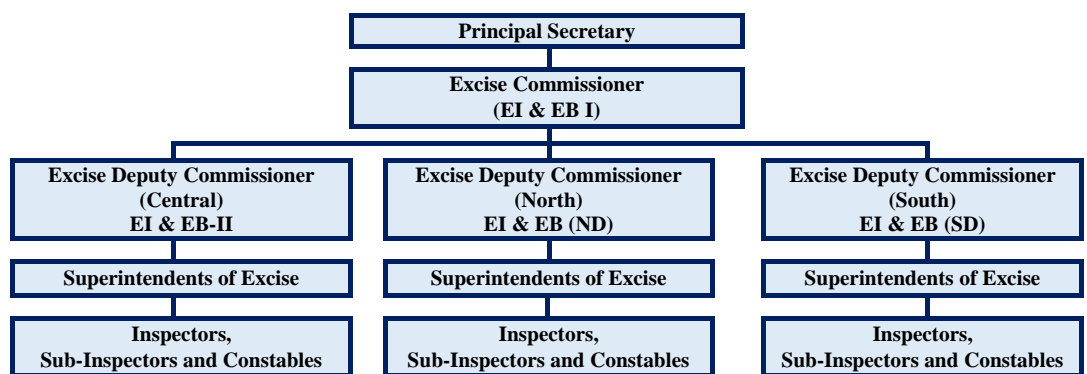 Principal Secretary
Excise Commissioner
(EI & EB I)
Excise Deputy Commissioner
(Central)
EI & EB-II
Excise Deputy Commissioner
(North)
EI & EB (ND)
Excise Deputy Commissioner
(South)
EI & EB (SD)
Superintendents of Excise
Superintendents of Excise
Superintendents of Excise
Inspectors,
Sub-Inspectors and Constables
Inspectors,
Sub-Inspectors and Constables
Inspectors,
Sub-Inspectors and Constables